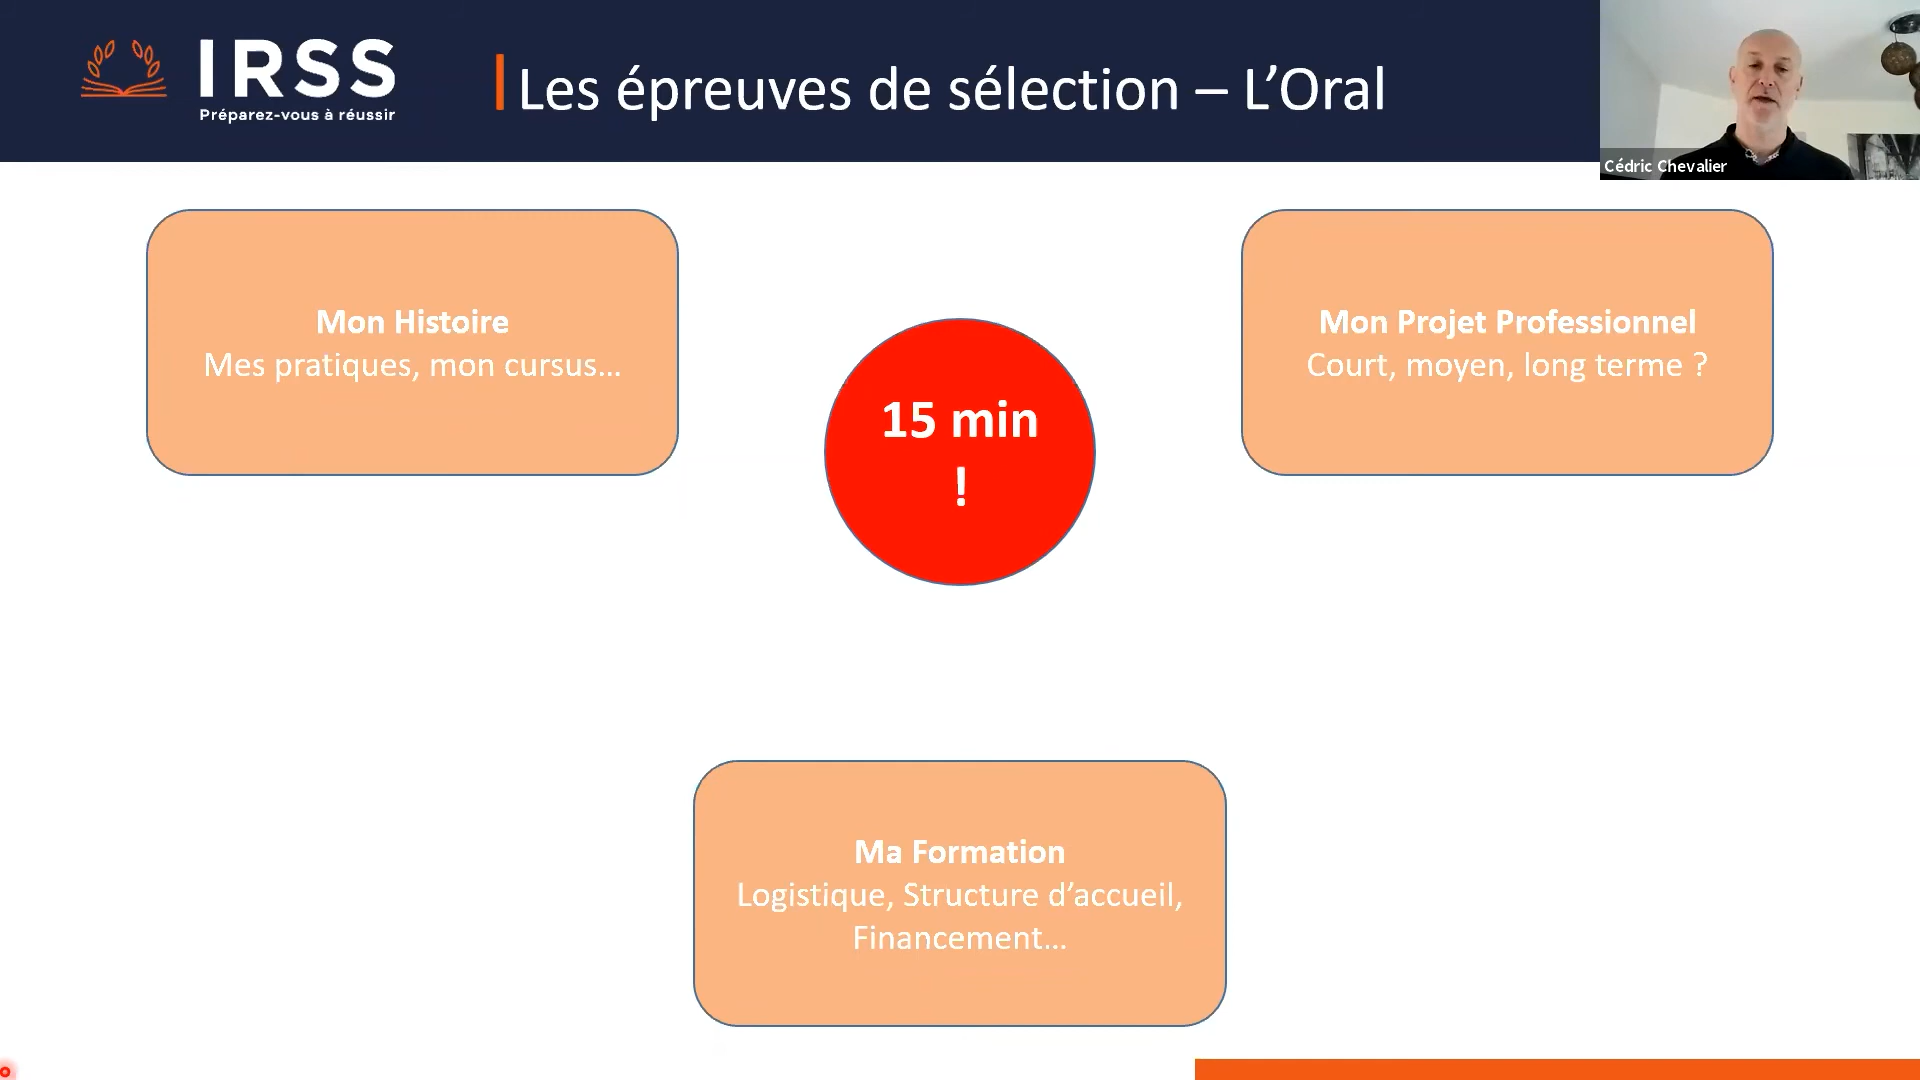 IRSS
Préparez-vous à réussir
Les épreuves de sélection – L’Oral
Cédric Chevalier
Mon Histoire
Mes pratiques, mon cursus...
Mon Projet Professionnel
Court, moyen, long terme ?
15 min
!
Ma Formation
Logistique, Structure d’accueil,
Financement...